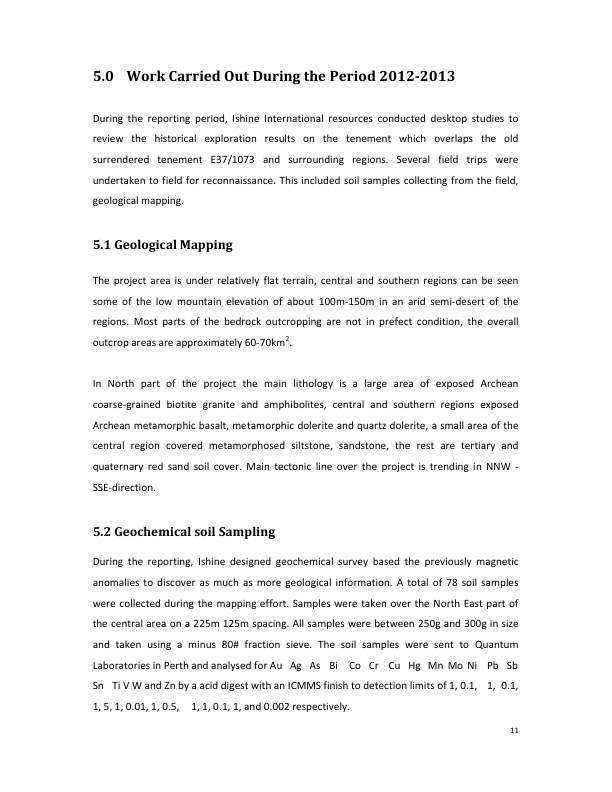 5.0 Work Carried Out During the Period 2012-2013
During the reporting period, Ishine International resources conducted desktop studies to
review the historical exploration results on the tenement which overlaps the old
surrendered tenement E37/1073 and surrounding regions. Several field trips were
undertaken to field for reconnaissance. This included soil samples collecting from the field,
geological mapping.
5.1 Geological Mapping
The project area is under relatively flat terrain, central and southern regions can be seen
some of the low mountain elevation of about 100m-150m in an arid semi-desert of the
regions. Most parts of the bedrock outcropping are not in prefect condition, the overall
outcrop areas are approximately 60-70km².
In North part of the project the main lithology is a large area of exposed Archean
coarse-grained biotite granite and amphibolites, central and southern regions exposed
Archean metamorphic basalt, metamorphic dolerite and quartz dolerite, a small area of the
central region covered metamorphosed siltstone, sandstone, the rest are tertiary and
quaternary red sand soil cover. Main tectonic line over the project is trending in NNW -
SSE-direction.
5.2 Geochemical soil Sampling
During the reporting, Ishine designed geochemical survey based the previously magnetic
anomalies to discover as much as more geological information. A total of 78 soil samples
were collected during the mapping effort. Samples were taken over the North East part of
the central area on a 225m 125m spacing. All samples were between 250g and 300g in size
and taken using a minus 80# fraction sieve. The soil samples were sent to Quantum
Laboratories in Perth and analysed for Au Ag As Bi Co Cr Cu Hg Mn Mo Ni Pb Sb
Sn Ti V W and Zn by a acid digest with an ICMMS finish to detection limits of 1, 0.1, 1, 0.1,
1, 5, 1, 0.01, 1, 0.5, 1, 1, 0.1, 1, and 0.002 respectively.
11